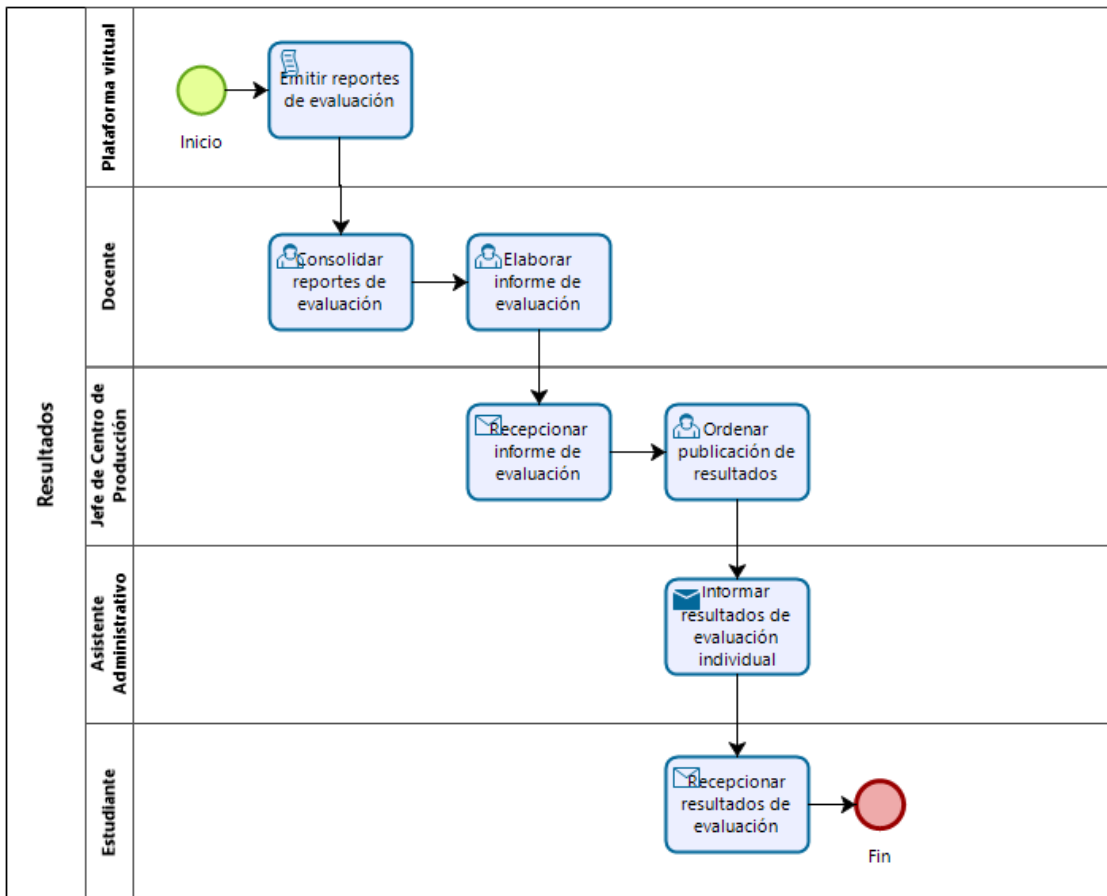 Resultados
Plataforma virtual
Inicio
Emitir reportes
de evaluación
Docente
Consolidar
reportes de
evaluación
Elaborar
informe de
evaluación
Jefe de Centro de
Producción
Recepcionar
informe de
evaluación
Ordenar
publicación de
resultados
Asistente
Administrativo
Informar
resultados de
evaluación
individual
Estudiante
Recepcionar
resultados de
evaluación
Fin